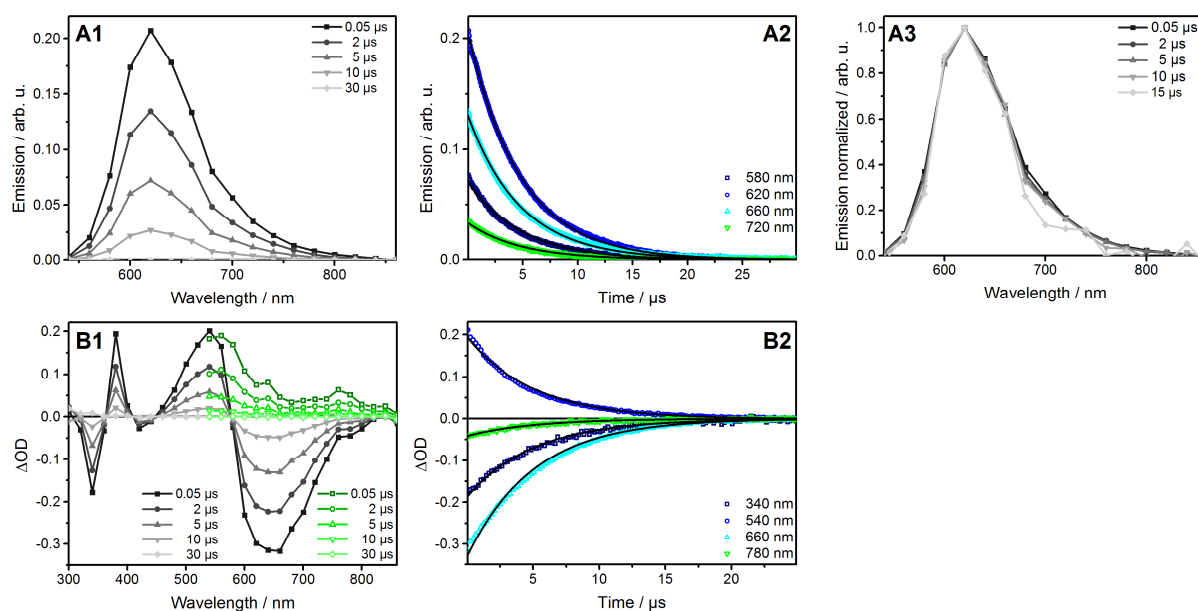 A1
0.05 µs
2 µs
5 µs
10 µs
30 µs
0.20
0.15
0.10
0.05
0.00
600
700
800
Emission / arb. u.
Wavelength / nm
A2
580 nm
620 nm
660 nm
720 nm
0.2
0.1
0.0
5
10
15
20
25
Emission / arb. u.
Time / µs
A3
0.05 µs
2 µs
5 µs
10 µs
15 µs
1.0
0.8
0.6
0.4
0.2
0.0
600
700
800
Emission normalized / arb. u.
Wavelength / nm
B1
0.2
0.1
0.0
-0.1
-0.2
-0.3
0.05 µs
2 µs
5 µs
10 µs
30 µs
0.05 µs
2 µs
5 µs
10 µs
30 µs
300
400
500
600
700
800
ΔOD
Wavelength / nm
B2
0.2
0.1
0.0
-0.1
-0.2
-0.3
340 nm
540 nm
660 nm
780 nm
5
10
15
20
ΔOD
Time / µs